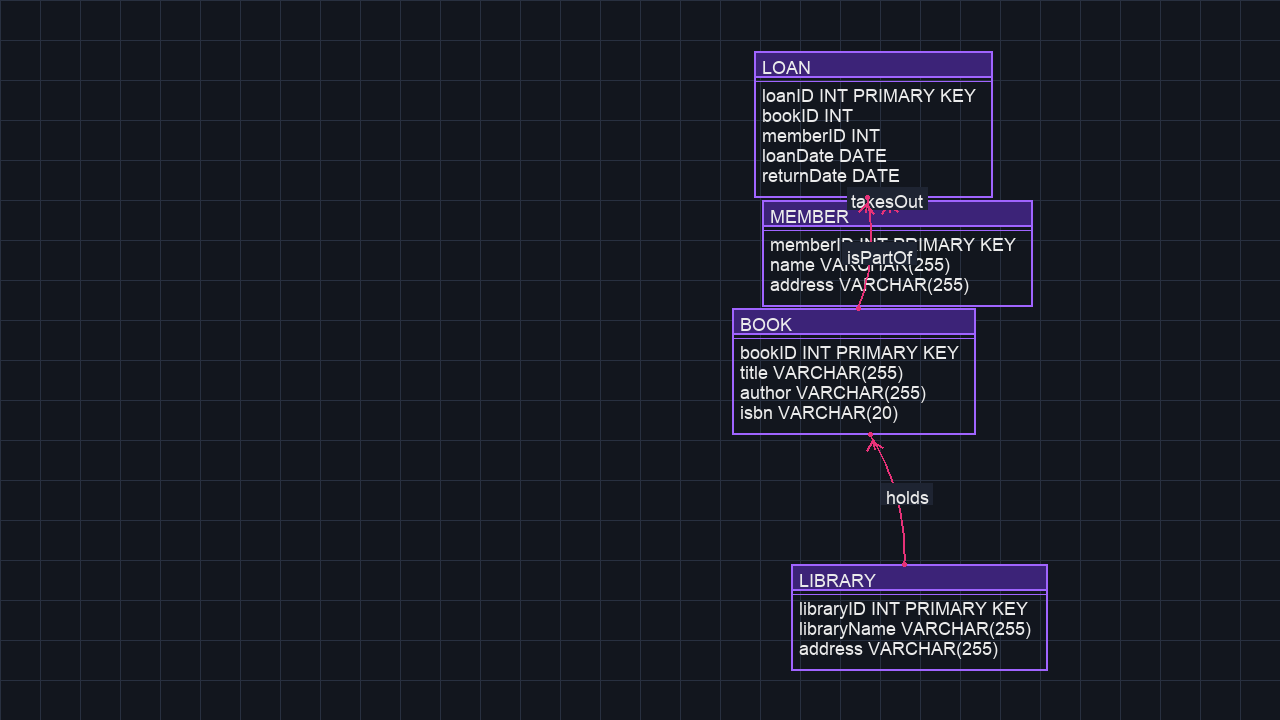 LOAN
loanID INT PRIMARY KEY
bookID INT
memberID INT
loanDate DATE
returnDate DATE
takesOut
MEMBER
memberID INT PRIMARY KEY
isPartOf
name VARCHAR(255)
address VARCHAR(255)
BOOK
bookID INT PRIMARY KEY
title VARCHAR(255)
author VARCHAR(255)
isbn VARCHAR(20)
holds
LIBRARY
libraryID INT PRIMARY KEY
libraryName VARCHAR(255)
address VARCHAR(255)